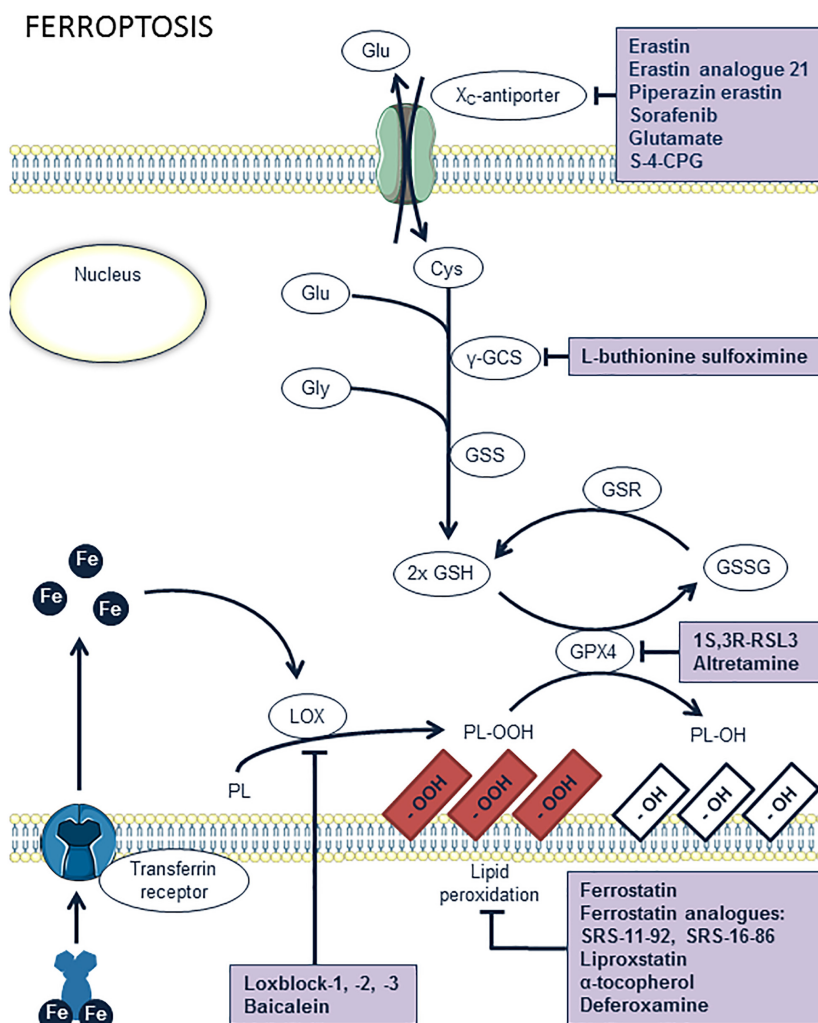 FERROPTOSIS
Glu
X_C-antiporter
Erastin
Erastin analogue 21
Piperazin erastin
Sorafenib
Glutamate
S-4-CPG
Nucleus
Cys
Glu
γ-GCS
L-buthionine sulfoximine
Gly
GSS
GSR
2x GSH
GSSG
Fe
Fe
Fe
GPX4
1S,3R-RSL3
Altretamine
LOX
PL-OOH
PL-OH
PL
- OOH
- OOH
- OOH
- OH
- OH
- OH
Transferrin
receptor
Lipid
peroxidation
Ferrostatin
Ferrostatin analogues:
SRS-11-92, SRS-16-86
Liproxstatin
α-tocopherol
Deferoxamine
Loxblock-1, -2, -3
Baicalein
Fe
Fe